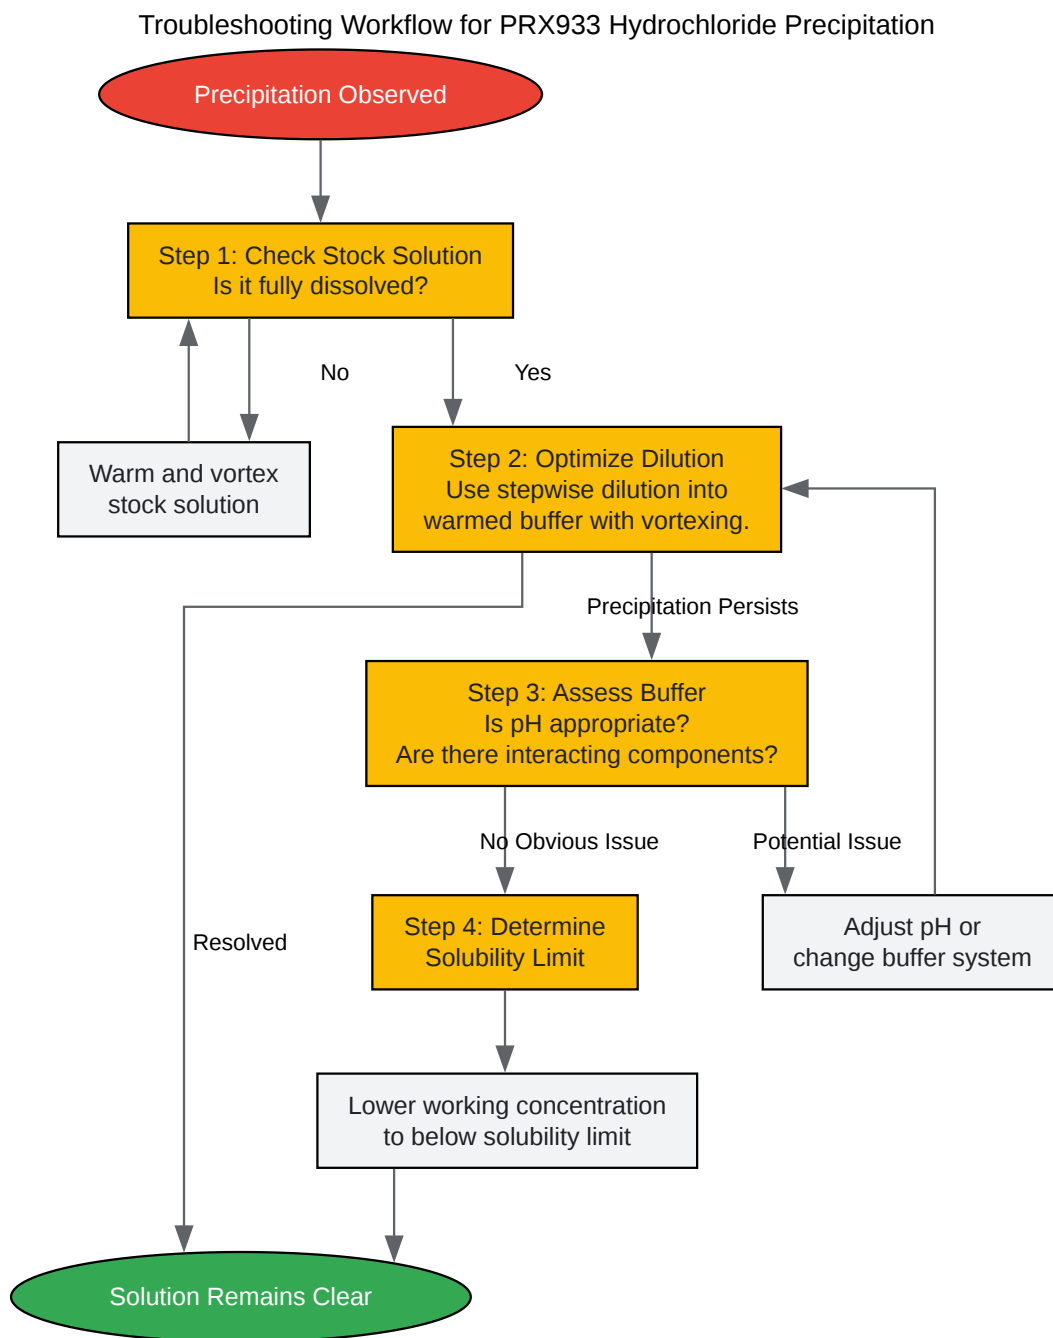 Troubleshooting Workflow for PRX933 Hydrochloride Precipitation
Precipitation Observed
Step 1: Check Stock Solution
Is it fully dissolved?
No
Yes
Warm and vortex
stock solution
Step 2: Optimize Dilution
Use stepwise dilution into
warmed buffer with vortexing.
Precipitation Persists
Step 3: Assess Buffer
Is pH appropriate?
Are there interacting components?
No Obvious Issue
Potential Issue
Resolved
Step 4: Determine
Solubility Limit
Adjust pH or
change buffer system
Lower working concentration
to below solubility limit
Solution Remains Clear